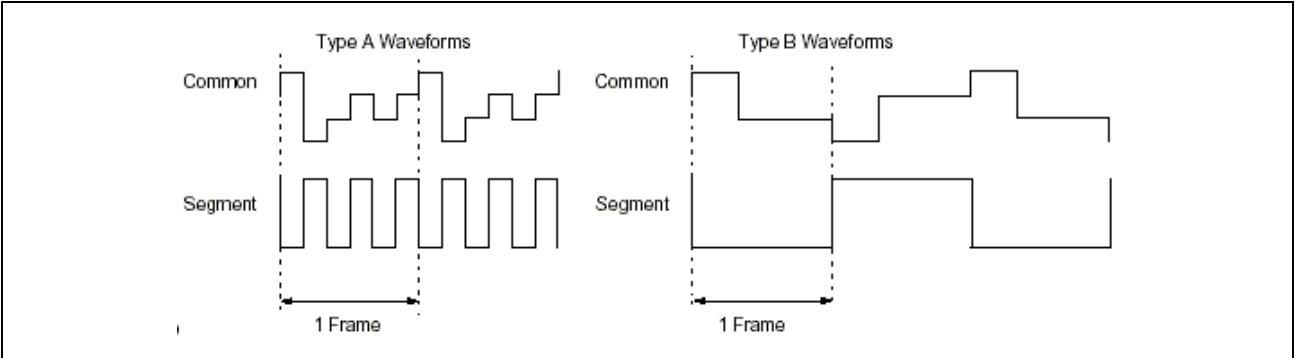 Type A Waveforms
Type B Waveforms
Common
Common
Segment
Segment
1 Frame
1 Frame